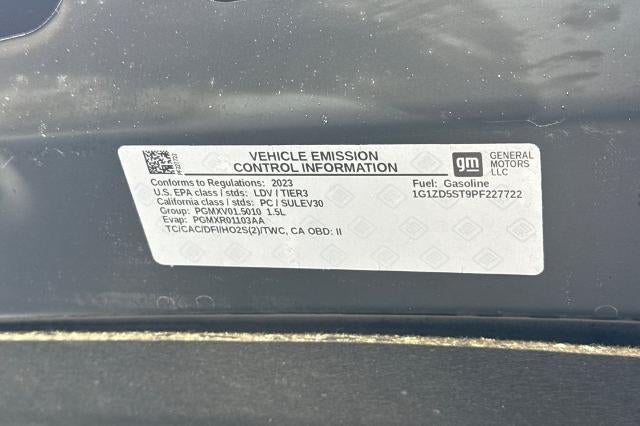 VEHICLE EMISSION
CONTROL INFORMATION
gm GENERAL
MOTORS
LLC
PF227722
Conforms to Regulations: 2023
U.S. EPA class / stds: LDV / TIER3
California class / stds: PC / SULEV30
Group: PGMXV01.5010 1.5L
Evap: PGMXR01103AA
TC/CAC/DFI/HO2S(2)/TWC, CA OBD: II
Fuel: Gasoline
1G1ZD5ST9PF227722